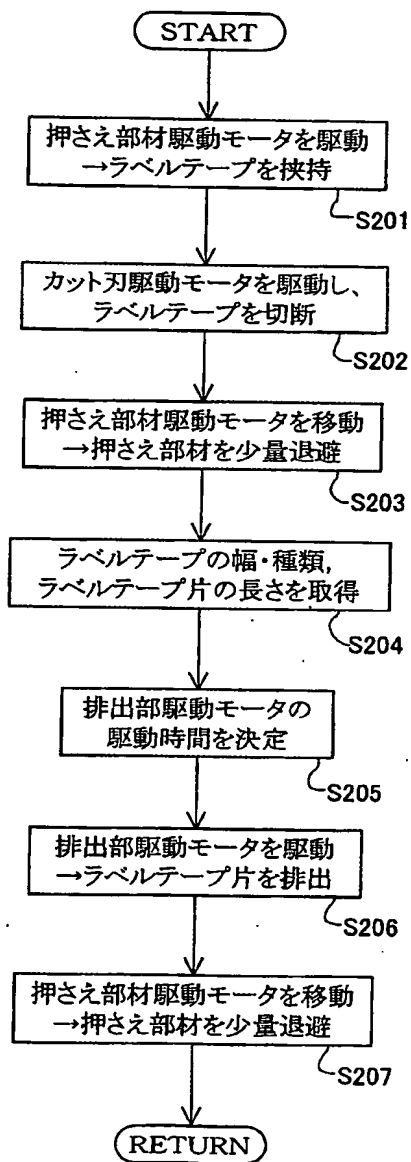 START
押さえ部材駆動モータを駆動
→ラベルテープを挟持
S201
カット刃駆動モータを駆動し、
ラベルテープを切断
S202
押さえ部材駆動モータを移動
→押さえ部材を少量退避
S203
ラベルテープの幅・種類,
ラベルテープ片の長さを取得
S204
排出部駆動モータの
駆動時間を決定
S205
排出部駆動モータを駆動
→ラベルテープ片を排出
S206
押さえ部材駆動モータを移動
→押さえ部材を少量退避
S207
RETURN